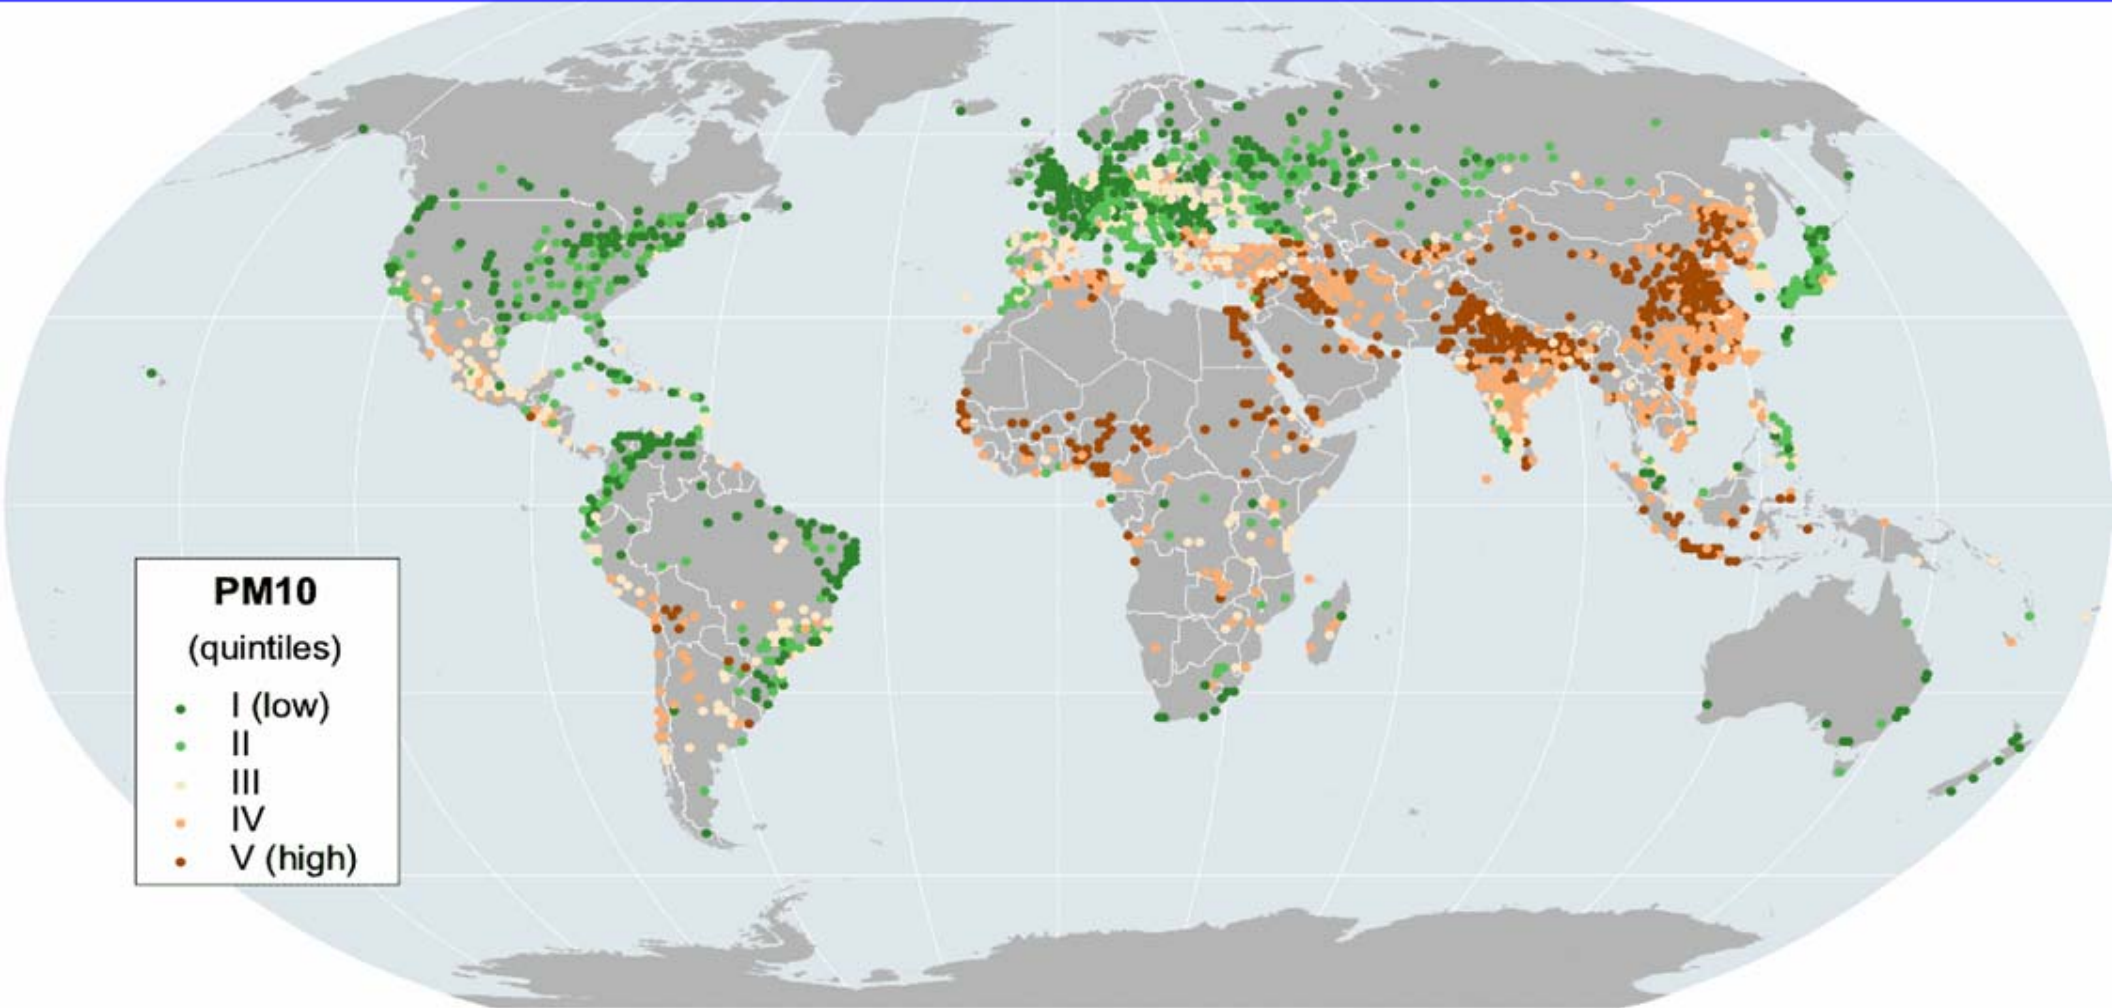 PM10
(quintiles)
I (low)
II
III
IV
V (high)